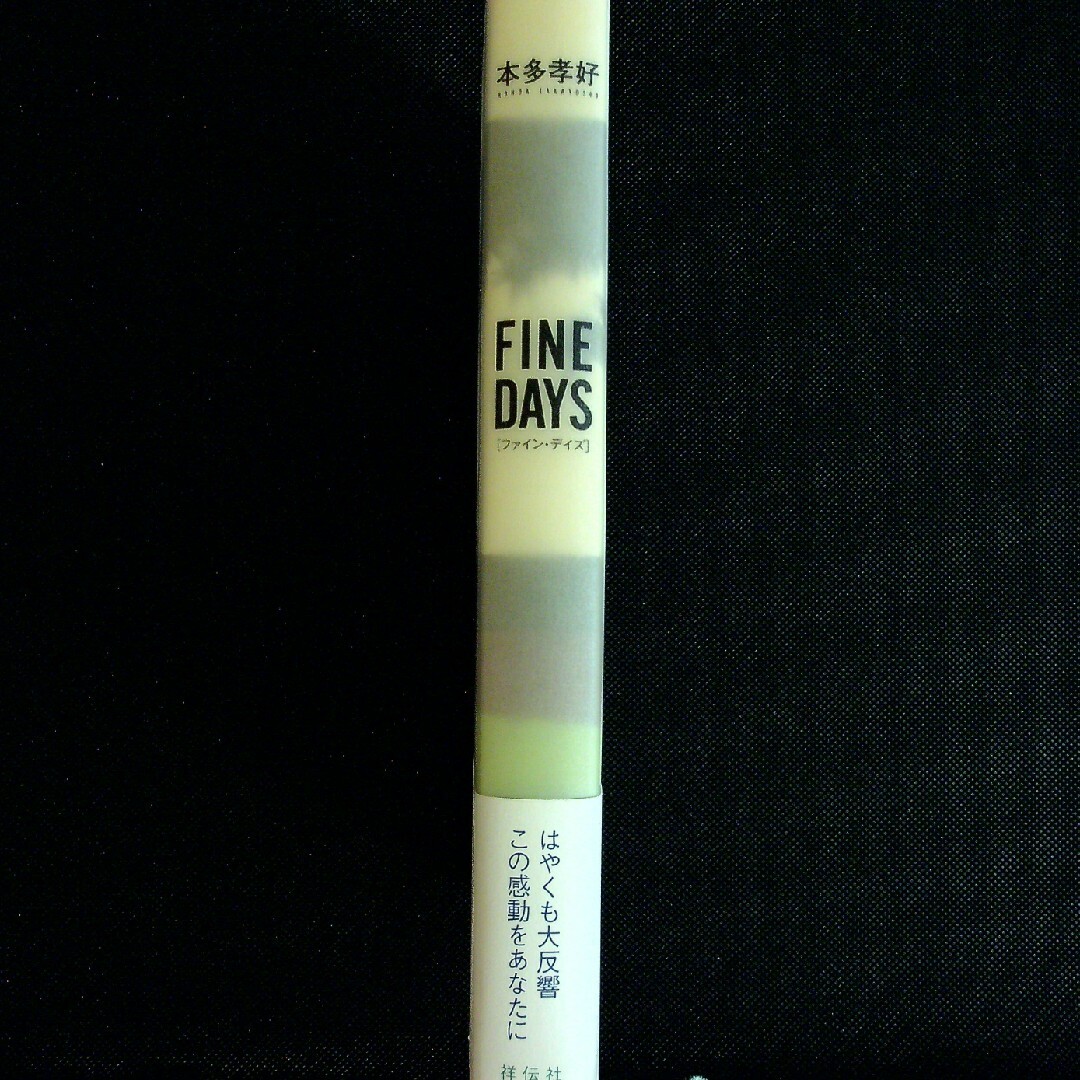 本多孝好
FINE
DAYS
[ファイン・デイズ]
はやくも大反響
この感動をあなたに
祥伝社